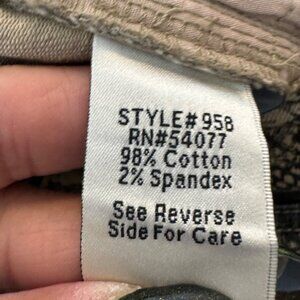 STYLE# 958
RN#54077
98% Cotton
2% Spandex
See Reverse
Side For Care